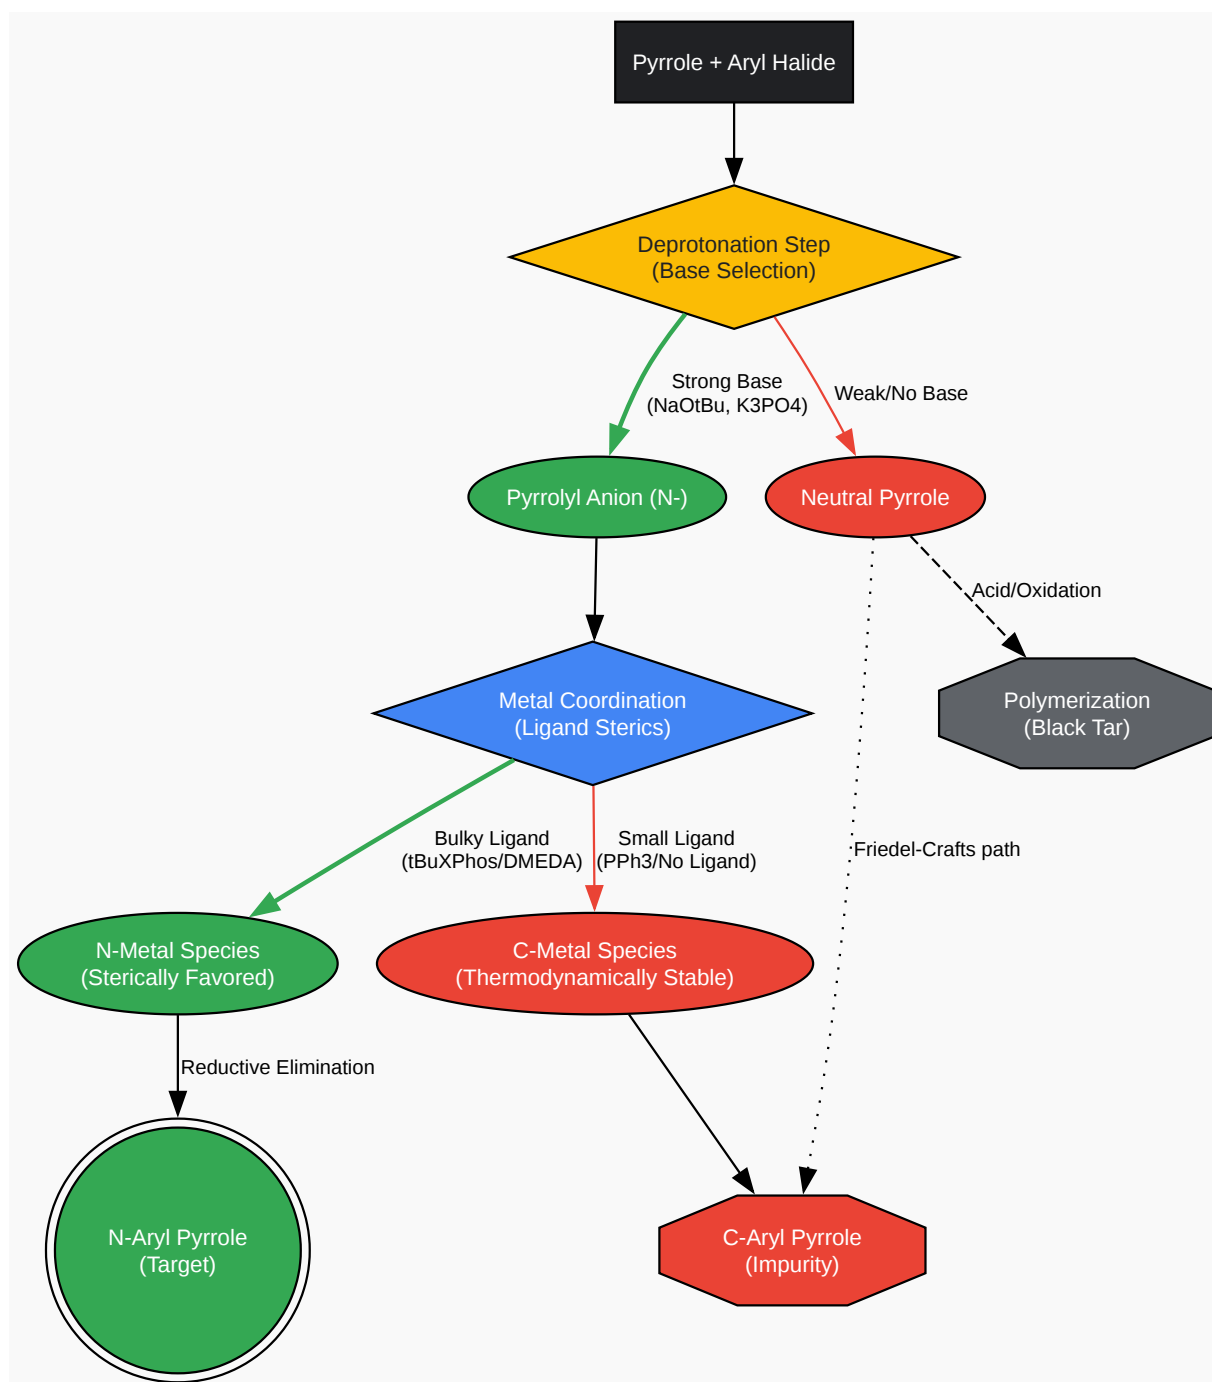 Pyrrole + Aryl Halide
Deprotonation Step
(Base Selection)
Strong Base
(NaOtBu, K3PO4)
Weak/No Base
Pyrrolyl Anion (N-)
Neutral Pyrrole
Acid/Oxidation
Metal Coordination
(Ligand Sterics)
Polymerization
(Black Tar)
Bulky Ligand
(tBuXPhos/DMEDA)
Small Ligand
(PPh3/No Ligand)
Friedel-Crafts path
N-Metal Species
(Sterically Favored)
C-Metal Species
(Thermodynamically Stable)
Reductive Elimination
N-Aryl Pyrrole
(Target)
C-Aryl Pyrrole
(Impurity)